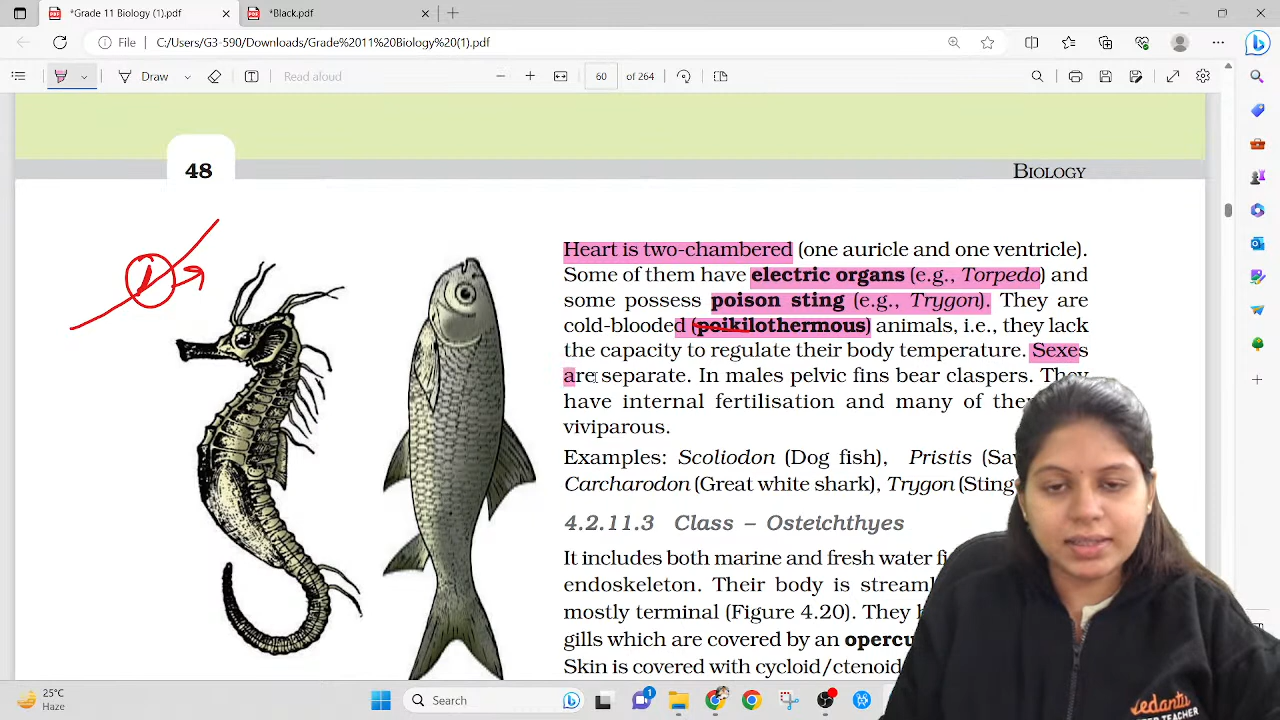 *Grade 11 Biology (1).pdf
*Black.pdf
File
C:/Users/G3-590/Downloads/Grade%2011%20Biology%20(1).pdf
Draw
Read aloud
60
of 264
48
BIOLOGY
Heart is two-chambered (one auricle and one ventricle).
Some of them have electric organs (e.g., Torpedo) and
some possess poison sting (e.g., Trygon). They are
cold-blooded (poikilothermous) animals, i.e., they lack
the capacity to regulate their body temperature. Sexes
are separate. In males pelvic fins bear claspers. They
have internal fertilisation and many of
viviparous.
Examples: Scoliodon (Dog fish), Pristis
Carcharodon (Great white shark), Trygon (Sting
4.2.11.3 Class – Osteichthyes
It includes both marine and fresh water
endoskeleton. Their body is
mostly terminal (Figure 4.20). They
gills which are covered by an
Skin is covered with cycloid/ctenoid
25°C
Haze
Search
1
vedantu
TEACHER